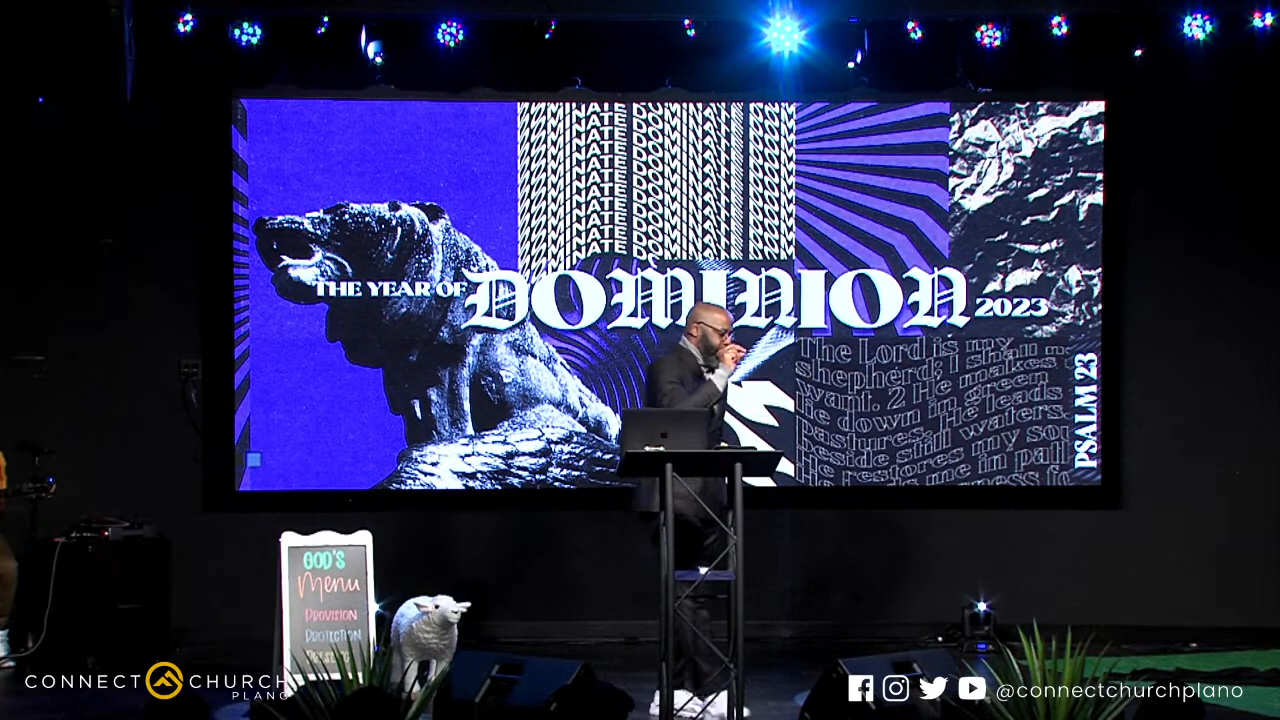 DOMINATE DOMINATE DOM
THE YEAR OF DOMINION 2023
The Lord is my
shepherd; I shall
want. 2 He makes
me down in green
pastures. He leads
beside still waters.
He restores my
PSALM 23
GOD'S
Menu
PROVISION
PROTECTION
CONNECT CHURCH
PLANO
@connectchurchplano